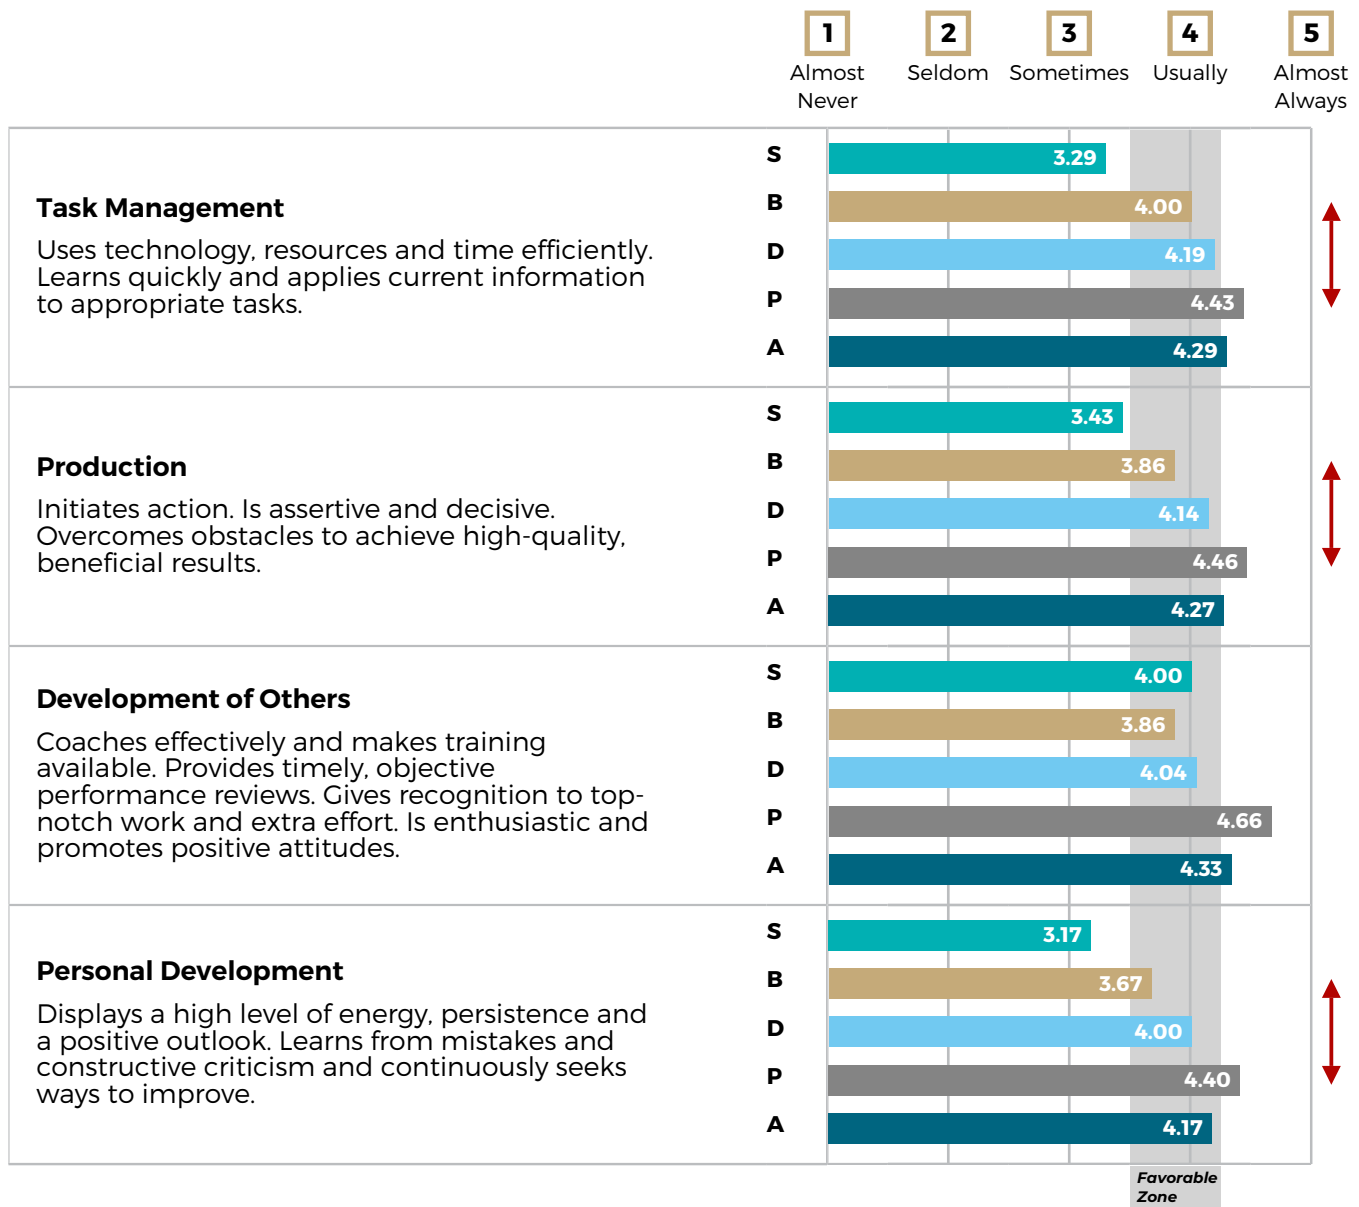 1 2 3 4 5
Almost Never Seldom Sometimes Usually Almost Always
Task Management
Uses technology, resources and time efficiently.
Learns quickly and applies current information
to appropriate tasks.
S 3.29
B 4.00
D 4.19
P 4.43
A 4.29
Production
Initiates action. Is assertive and decisive.
Overcomes obstacles to achieve high-quality,
beneficial results.
S 3.43
B 3.86
D 4.14
P 4.46
A 4.27
Development of Others
Coaches effectively and makes training
available. Provides timely, objective
performance reviews. Gives recognition to top-
notch work and extra effort. Is enthusiastic and
promotes positive attitudes.
S 4.00
B 3.86
D 4.04
P 4.66
A 4.33
Personal Development
Displays a high level of energy, persistence and
a positive outlook. Learns from mistakes and
constructive criticism and continuously seeks
ways to improve.
S 3.17
B 3.67
D 4.00
P 4.40
A 4.17
Favorable
Zone